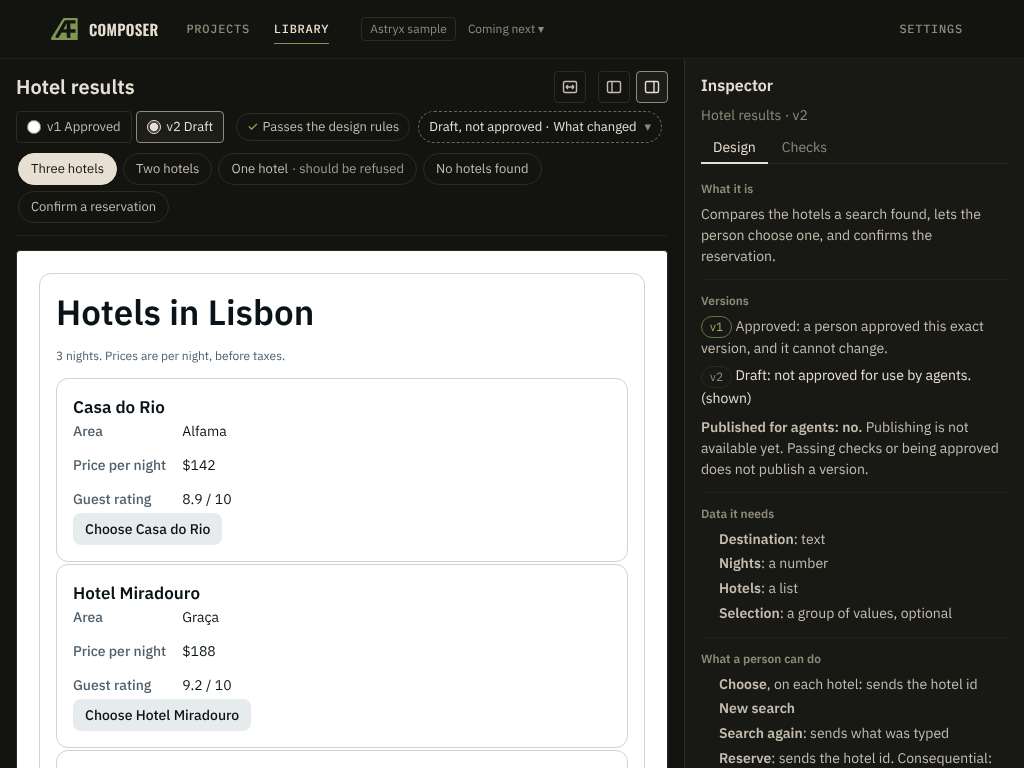 Æ COMPOSER PROJECTS LIBRARY Astryx sample Coming next ▾ SETTINGS
Hotel results
v1 Approved v2 Draft ✓ Passes the design rules Draft, not approved · What changed ▾
Three hotels Two hotels One hotel · should be refused No hotels found
Confirm a reservation
Hotels in Lisbon
3 nights. Prices are per night, before taxes.
Casa do Rio
Area Alfama
Price per night $142
Guest rating 8.9 / 10
Choose Casa do Rio
Hotel Miradouro
Area Graça
Price per night $188
Guest rating 9.2 / 10
Choose Hotel Miradouro
Inspector
Hotel results · v2
Design Checks
What it is
Compares the hotels a search found, lets the
person choose one, and confirms the
reservation.
Versions
v1 Approved: a person approved this exact
version, and it cannot change.
v2 Draft: not approved for use by agents.
(shown)
Published for agents: no. Publishing is not
available yet. Passing checks or being approved
does not publish a version.
Data it needs
Destination: text
Nights: a number
Hotels: a list
Selection: a group of values, optional
What a person can do
Choose, on each hotel: sends the hotel id
New search
Search again: sends what was typed
Reserve: sends the hotel id. Consequential: